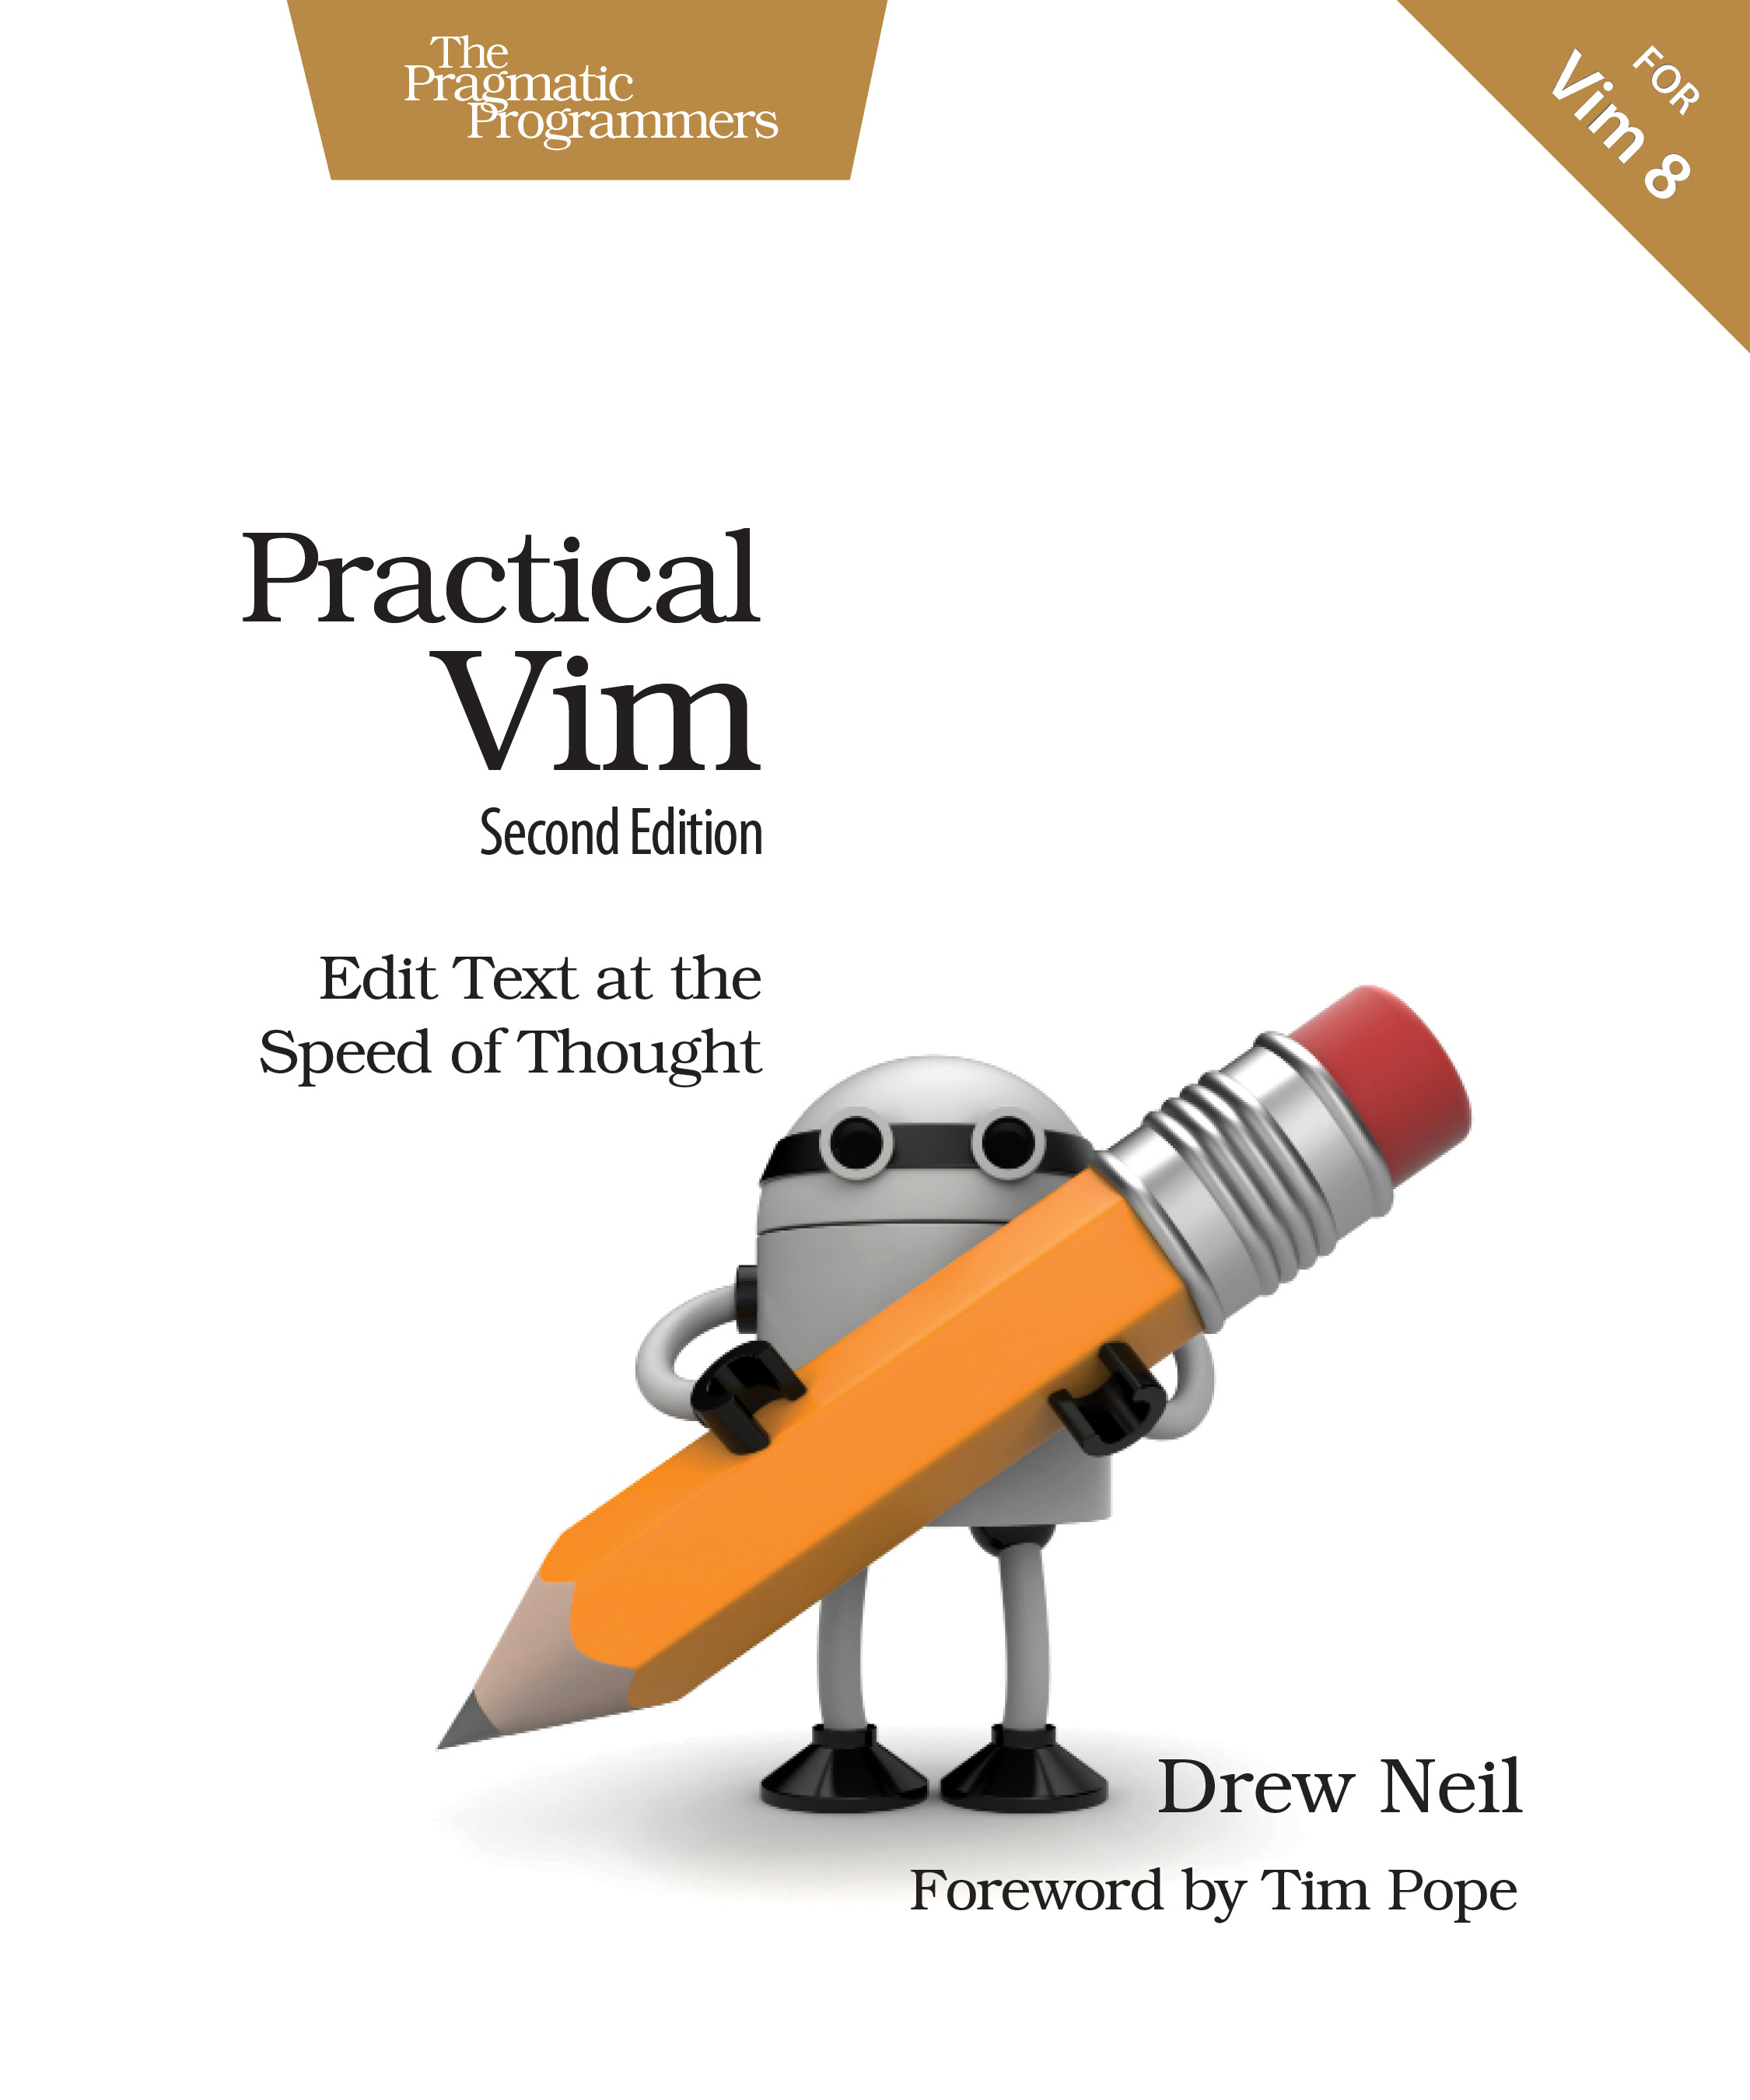 The
Pragmatic
Programmers
FOR
Vim 8
Practical
Vim
Second Edition
Edit Text at the
Speed of Thought
Drew Neil
Foreword by Tim Pope